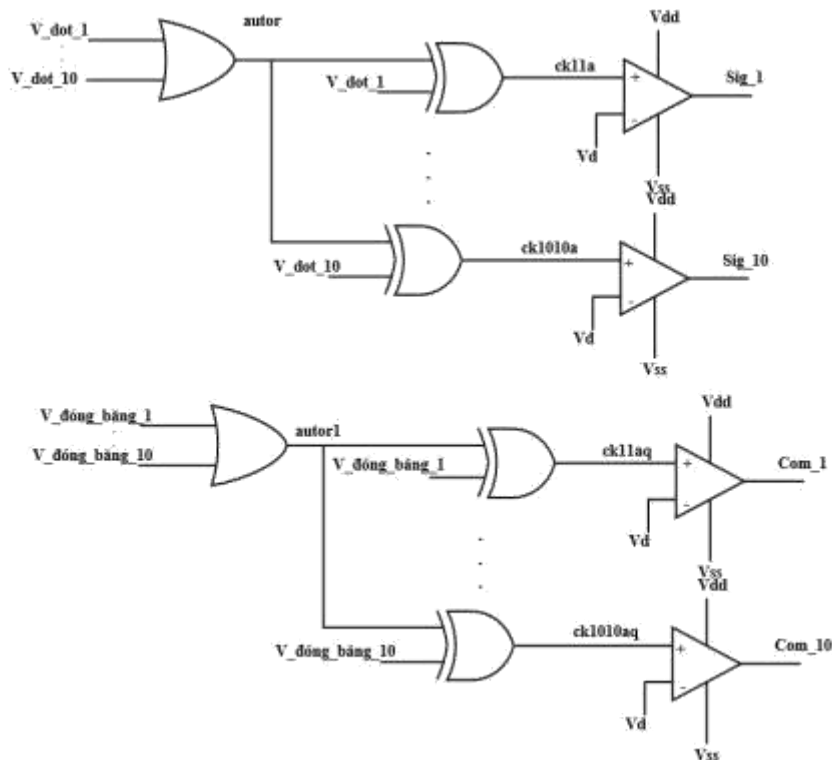 V_dot_1
V_dot_10
autor
V_dot_1
ck11a
Vdd
+
-
Vd
Sig_1
Vss
Vdd
V_dot_10
ck1010a
+
-
Vd
Sig_10
Vss
V_đóng_băng_1
V_đóng_băng_10
autor1
V_đóng_băng_1
ck11aq
Vdd
+
-
Vd
Com_1
Vss
Vdd
V_đóng_băng_10
ck1010aq
+
-
Vd
Com_10
Vss